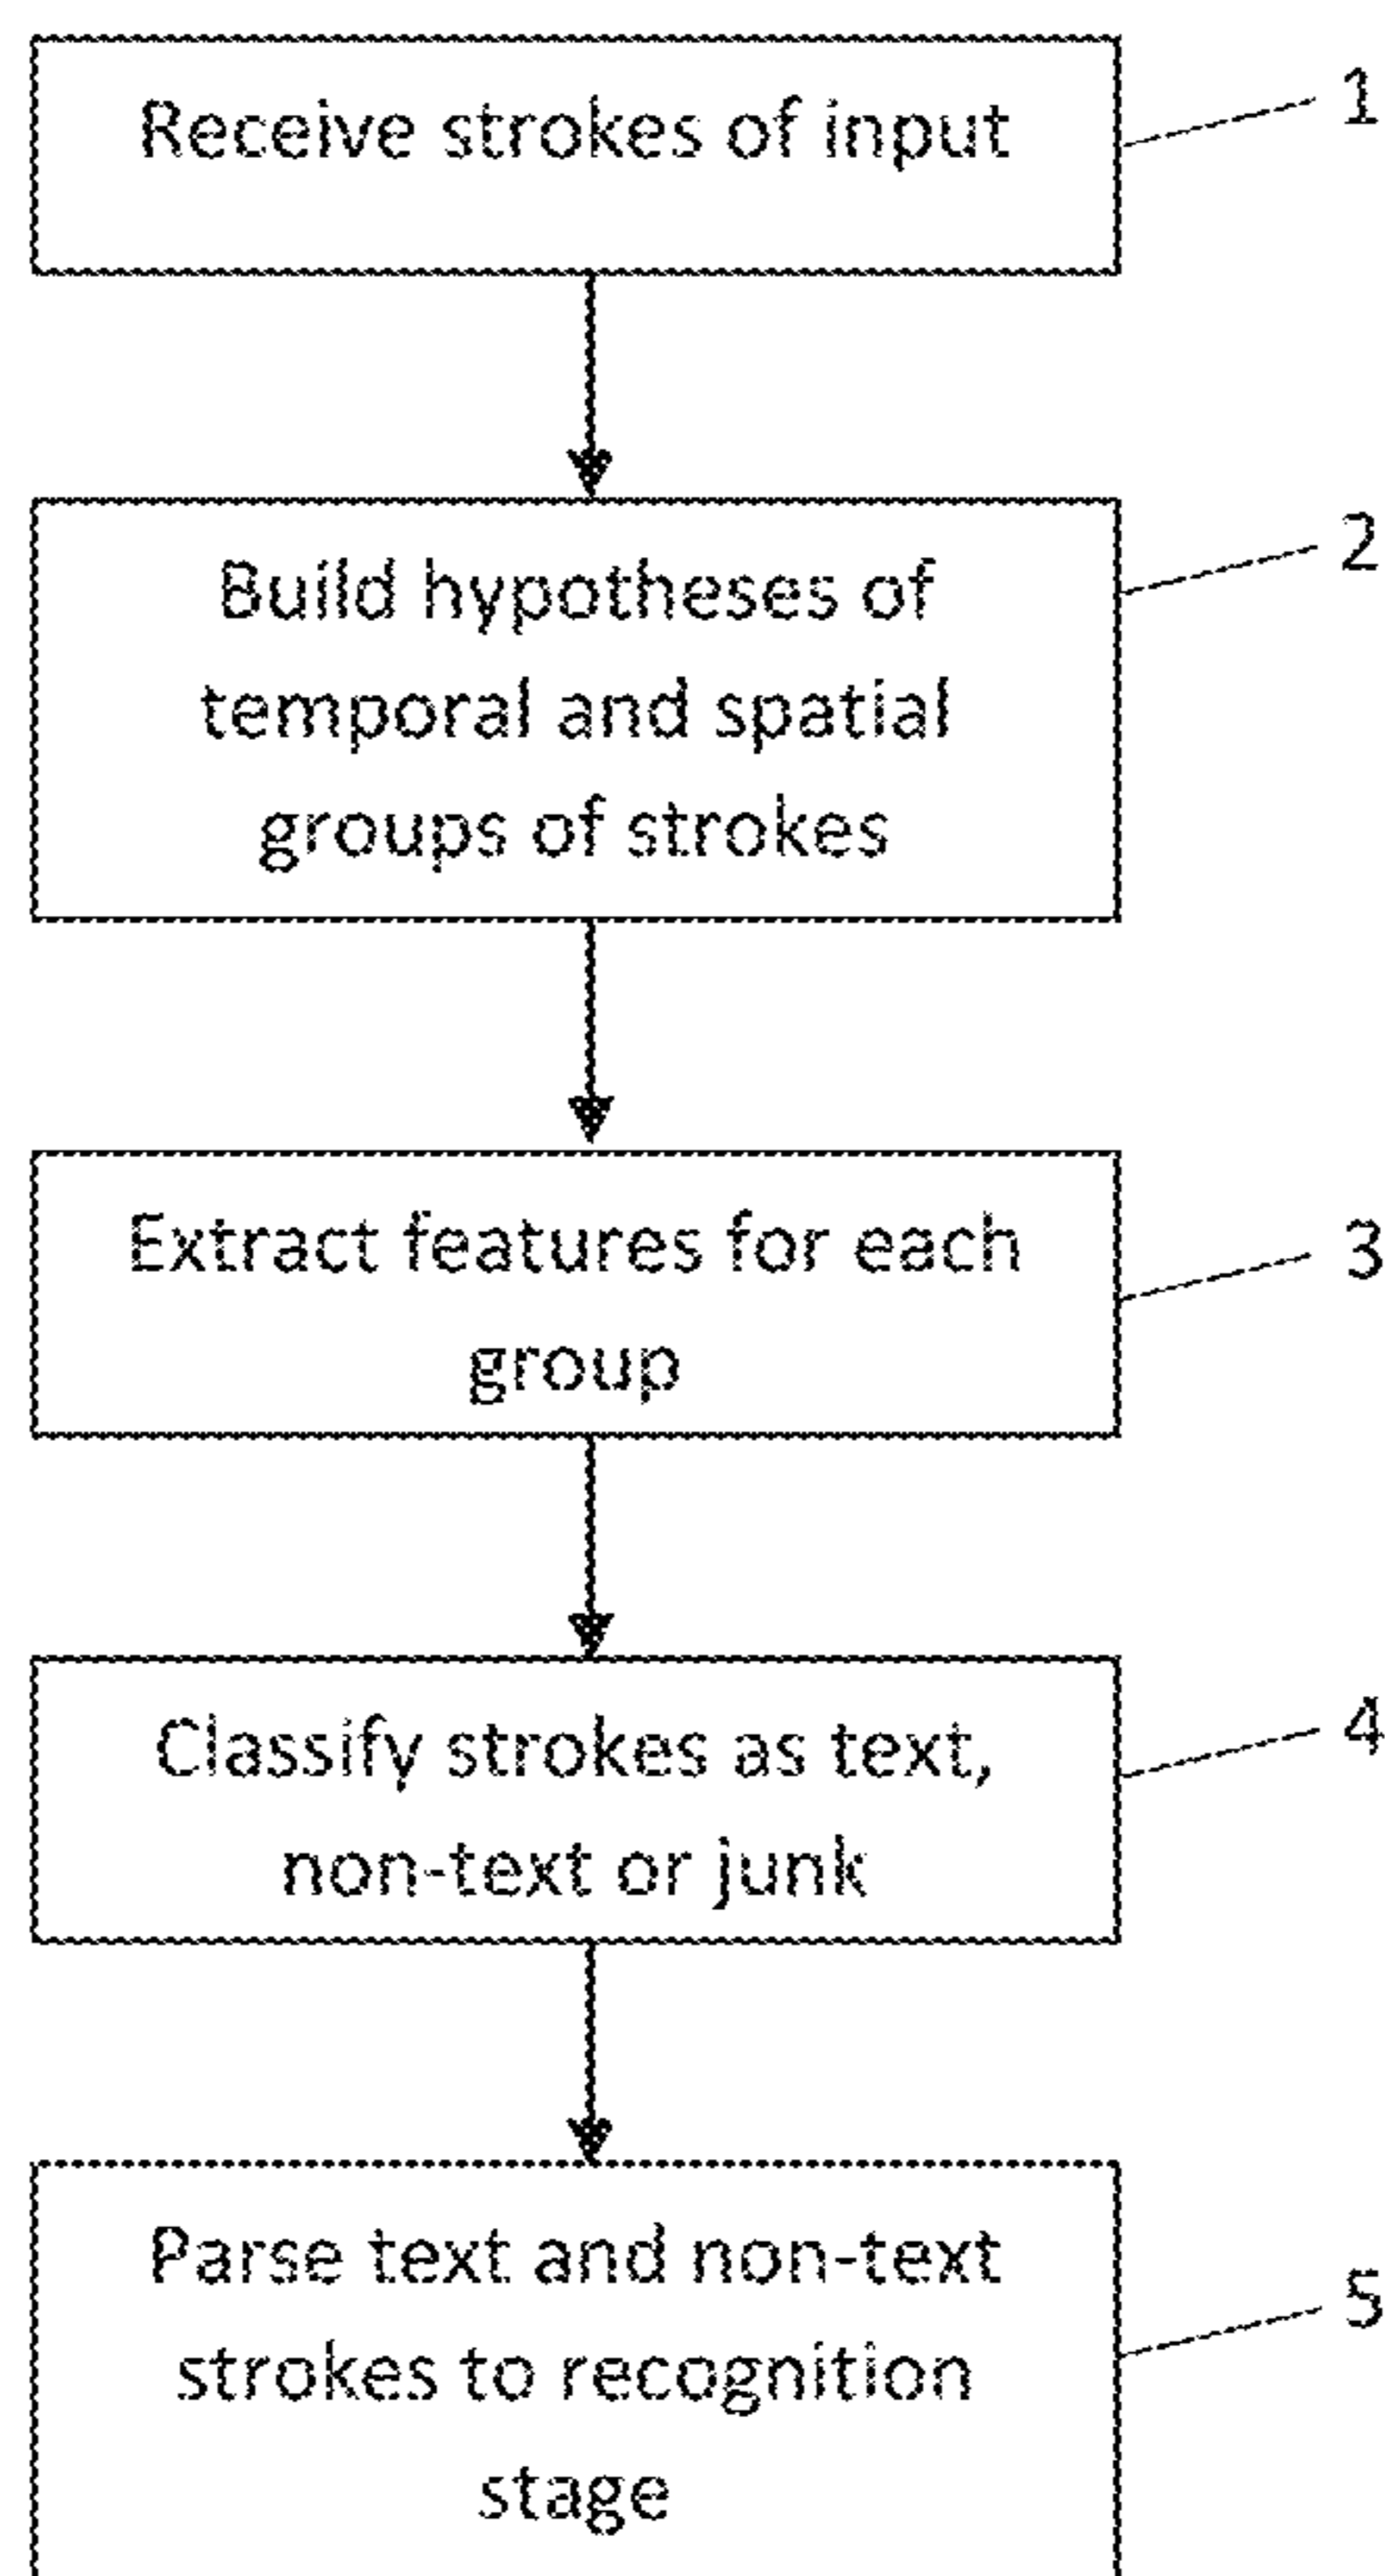 Receive strokes of input
1
Build hypotheses of
temporal and spatial
groups of strokes
2
Extract features for each
group
3
Classify strokes as text,
non-text or junk
4
Parse text and non-text
strokes to recognition
stage
5